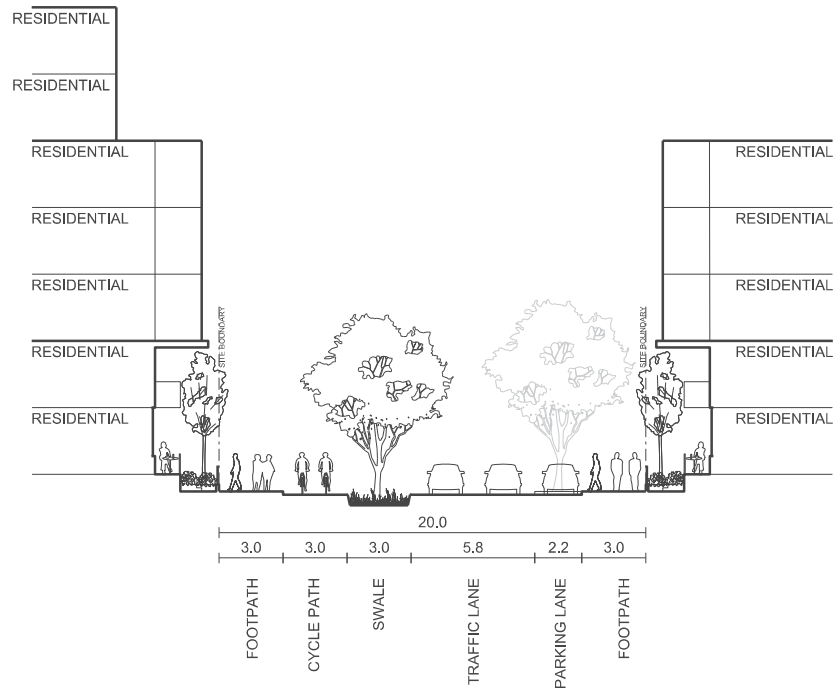 RESIDENTIAL
RESIDENTIAL
RESIDENTIAL
RESIDENTIAL
RESIDENTIAL
RESIDENTIAL
RESIDENTIAL
SITE BOUNDARY
SITE BOUNDARY
RESIDENTIAL
RESIDENTIAL
RESIDENTIAL
RESIDENTIAL
RESIDENTIAL
20.0
3.0 3.0 3.0 5.8 2.2 3.0
FOOTPATH
CYCLE PATH
SWALE
TRAFFIC LANE
PARKING LANE
FOOTPATH